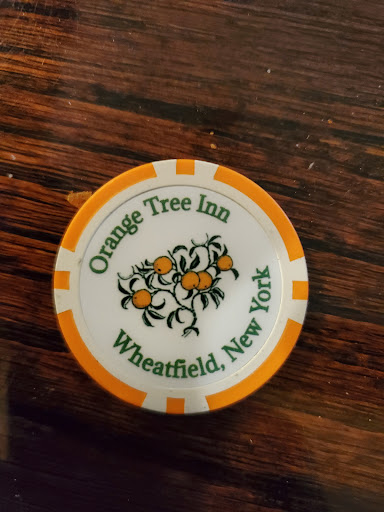 Orange Tree Inn
Wheatfield, New York